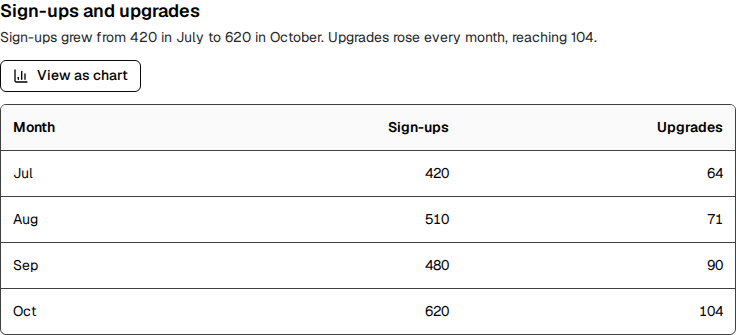 Sign-ups and upgrades
Sign-ups grew from 420 in July to 620 in October. Upgrades rose every month, reaching 104.
View as chart
Month Sign-ups Upgrades
Jul 420 64
Aug 510 71
Sep 480 90
Oct 620 104